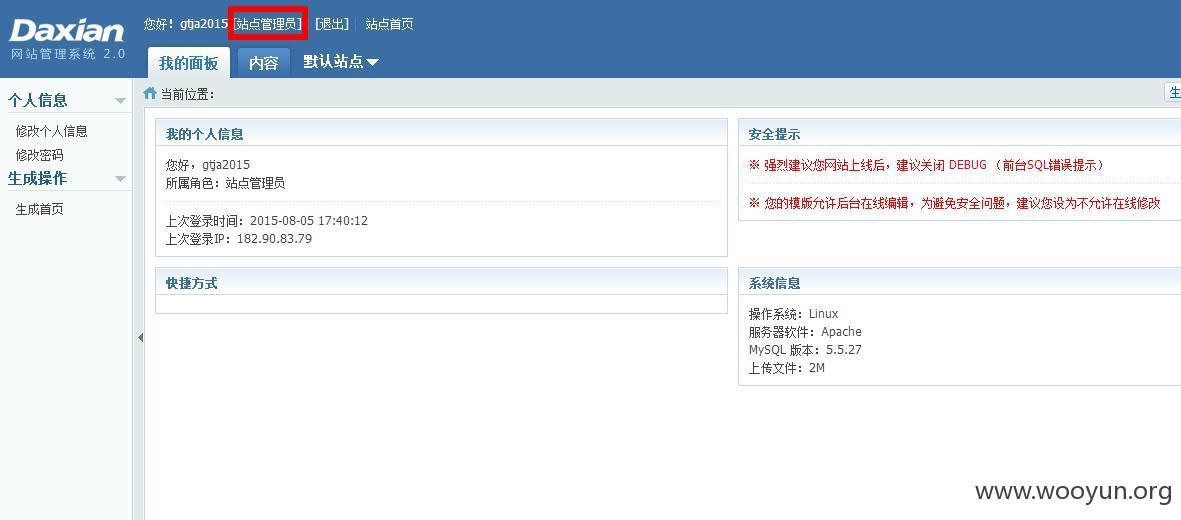 Daxian
网站管理系统 2.0
您好！gtja2015 [站点管理员] [退出] 站点首页
我的面板 内容 默认站点
个人信息
修改个人信息
修改密码
生成操作
生成首页
当前位置：
生
我的个人信息
您好，gtja2015
所属角色：站点管理员
上次登录时间：2015-08-05 17:40:12
上次登录IP：182.90.83.79
安全提示
※ 强烈建议您网站上线后，建议关闭 DEBUG （前台SQL错误提示）
※ 您的模版允许后台在线编辑，为避免安全问题，建议您设为不允许在线修改
快捷方式
系统信息
操作系统：Linux
服务器软件：Apache
MySQL 版本：5.5.27
上传文件：2M
www.wooyun.org